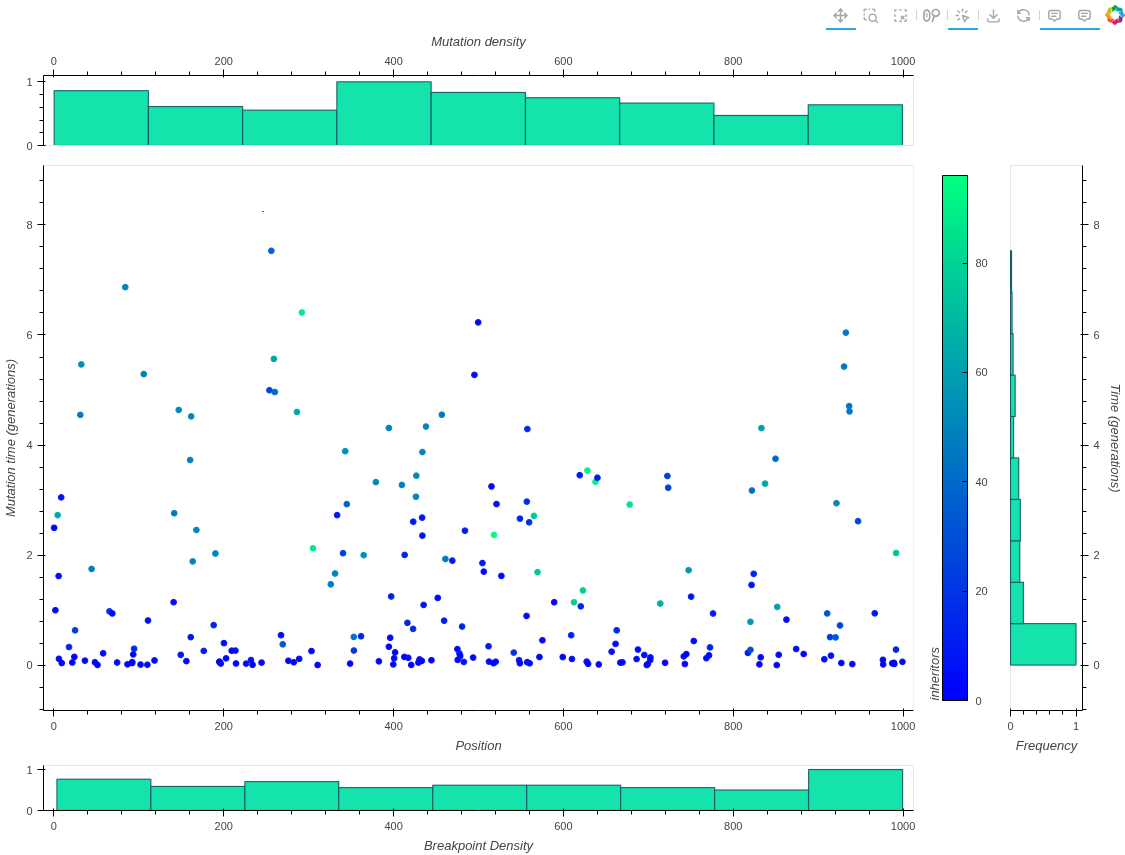 Mutation density
0 200 400 600 800 1000
1
0
8
6
4
2
0
Mutation time (generations)
0 200 400 600 800 1000
Position
80
60
40
20
0
inheritors
8
6
4
2
0
Time (generations)
0 1
Frequency
1
0
0 200 400 600 800 1000
Breakpoint Density